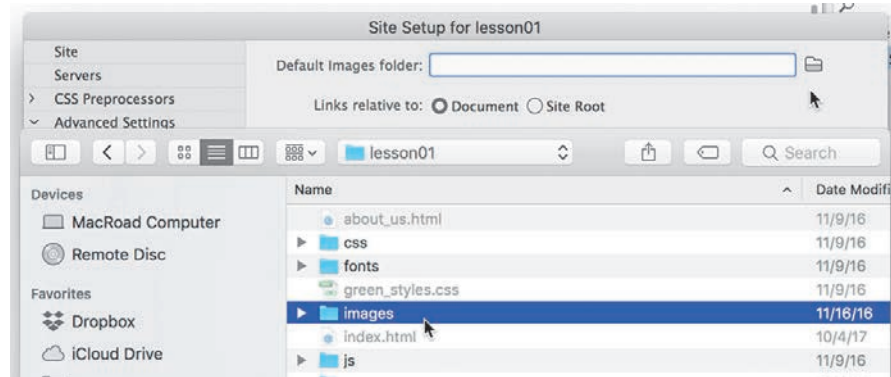 Site Setup for lesson01
Site
Servers
CSS Preprocessors
Advanced Settings
Default Images folder:
Links relative to: Document Site Root
lesson01
Search
Devices
MacRoad Computer
Remote Disc
Favorites
Dropbox
iCloud Drive
Name Date Modifi
about_us.html 11/9/16
css 11/9/16
fonts 11/9/16
green_styles.css 11/9/16
images 11/16/16
index.html 10/4/17
js 11/9/16